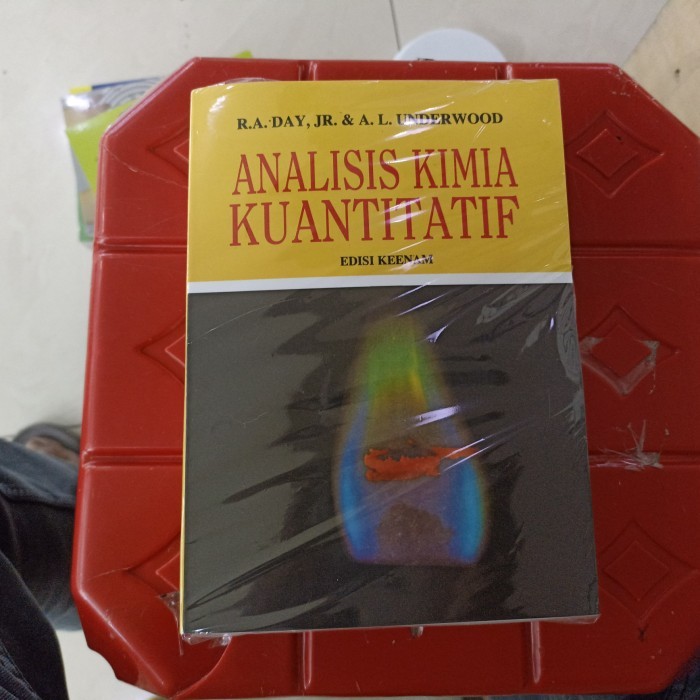 R.A. DAY, JR. & A. L. UNDERWOOD
ANALISIS KIMIA
KUANTITATIF
EDISI KEENAM